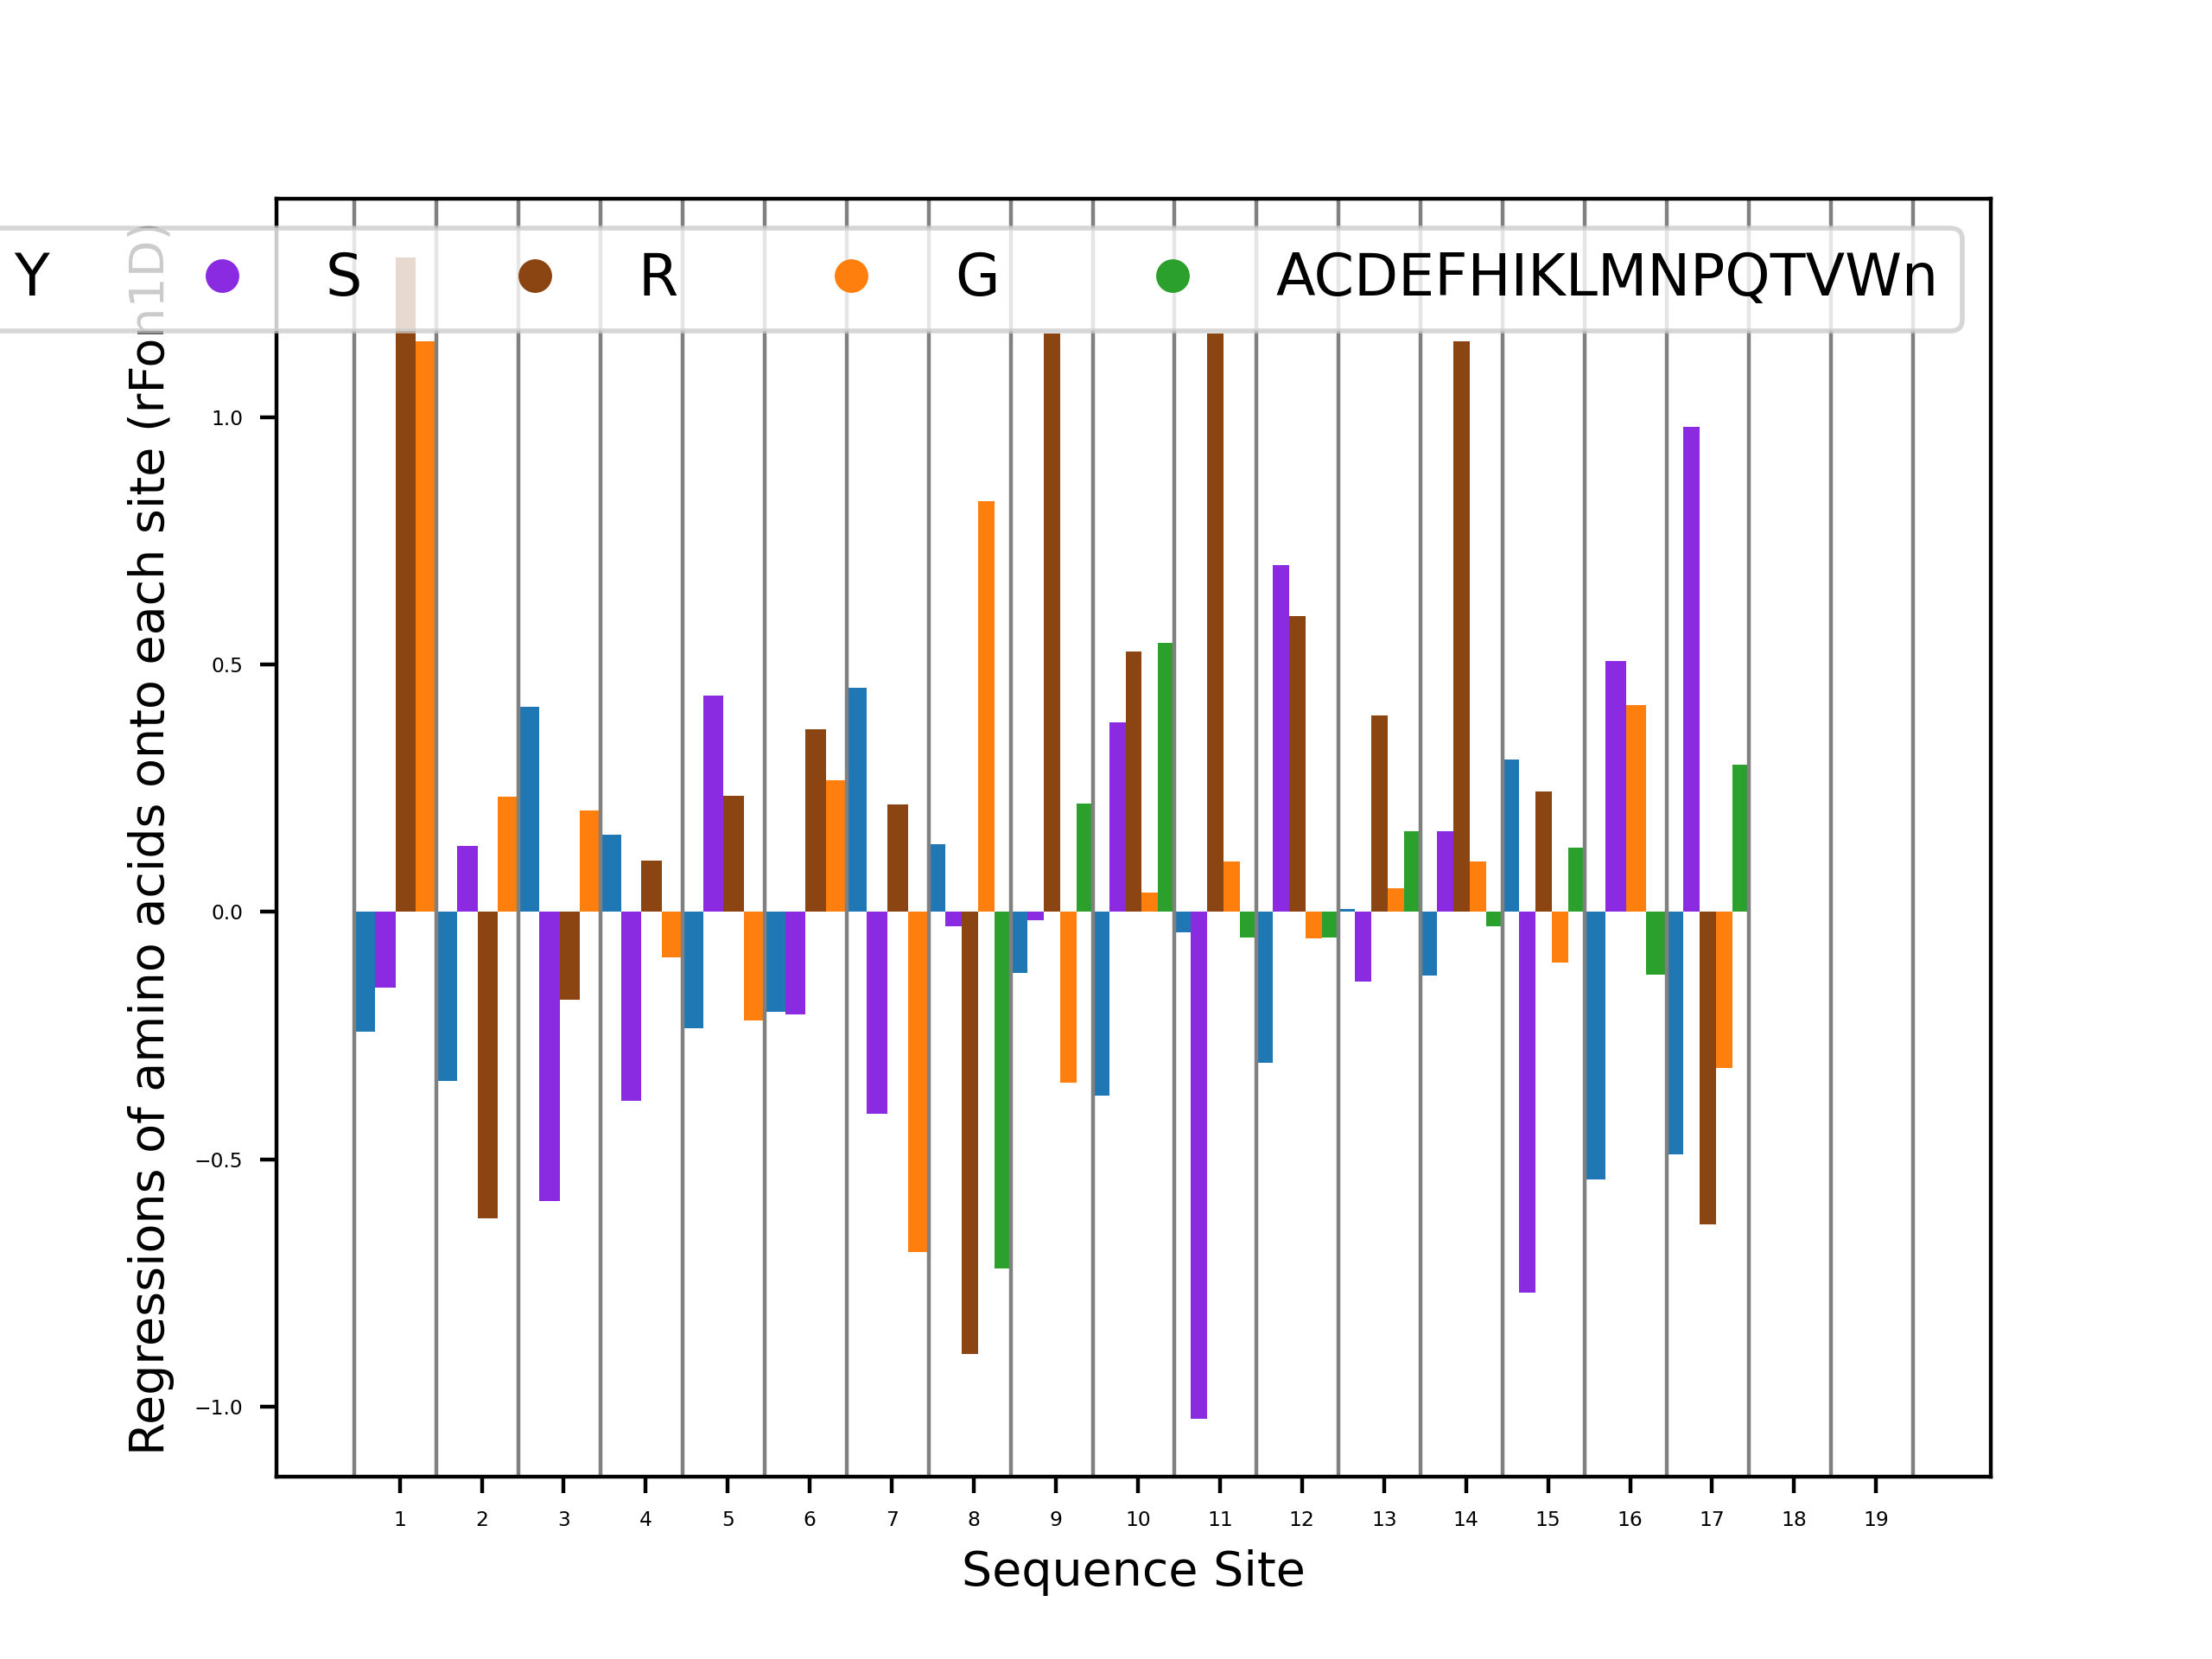 Y S R G ACDEFHIKLMNPQTVWn
Regressions of amino acids onto each site (rFon1D)
1.0
0.5
0.0
−0.5
−1.0
1 2 3 4 5 6 7 8 9 10 11 12 13 14 15 16 17 18 19
Sequence Site